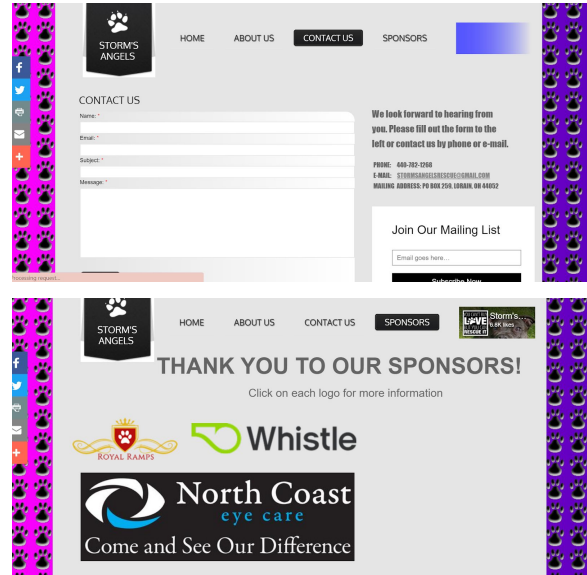 STORM'S
ANGELS
HOME
ABOUT US
CONTACT US
SPONSORS
CONTACT US
Name: *
Email: *
Subject: *
Message: *
We look forward to hearing from
you. Please fill out the form to the
left or contact us by phone or e-mail.
PHONE: 440-782-1260
E-MAIL: STORMSANGELSRESCUE@GMAIL.COM
MAILING ADDRESS: PO BOX 259. LORAIN, OH 44052
Join Our Mailing List
Email goes here...
Subscribe Now
Processing request...
STORM'S
ANGELS
HOME
ABOUT US
CONTACT US
SPONSORS
LOVE
RESCUE IT
Storm's...
6.8K likes
THANK YOU TO OUR SPONSORS!
Click on each logo for more information
ROYAL RAMPS
Whistle
North Coast
eye care
Come and See Our Difference